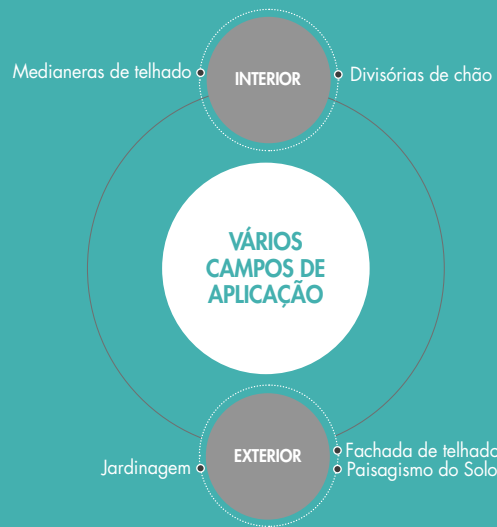 Medianeras de telhado
INTERIOR
Divisórias de chão
VÁRIOS
CAMPOS DE
APLICAÇÃO
Jardinagem
EXTERIOR
Fachada de telhado
Paisagismo do Solo